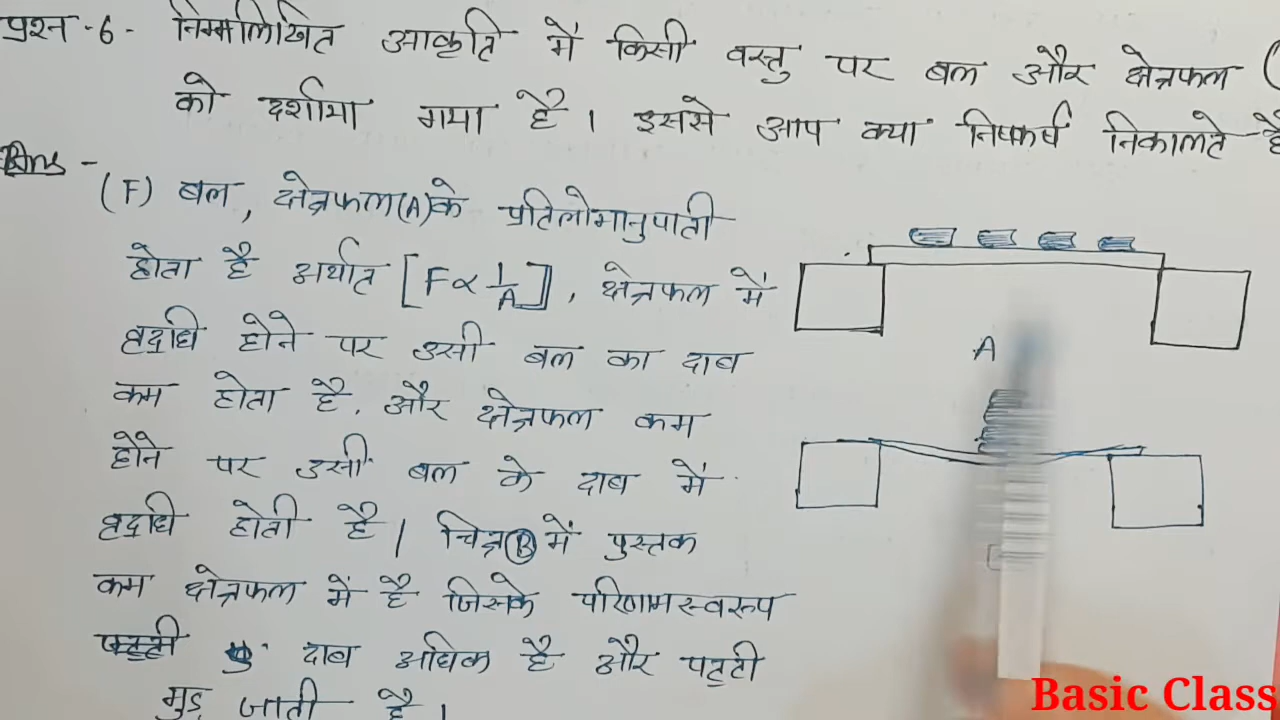 प्रश्न -6- निम्नलिखित आकृति में किसी वस्तु पर बल और क्षेत्रफल (
को दर्शाया गया है । इससे आप क्या निष्कर्ष निकालते है
Ans -
(F) बल , क्षेत्रफल(A)के प्रतिलोमानुपाती
होता है अर्थात [F∝ 1/A] , क्षेत्रफल में
वृद्धि होने पर उसी बल का दाब
कम होता है. और क्षेत्रफल कम
होने पर उसी बल के दाब में
वृद्धि होती है | चित्र(B)में पुस्तक
कम क्षेत्रफल में है जिसके परिणामस्वरूप
दाब अधिक है और पट्टी
मुड़ जाती है ।
A
Basic Class